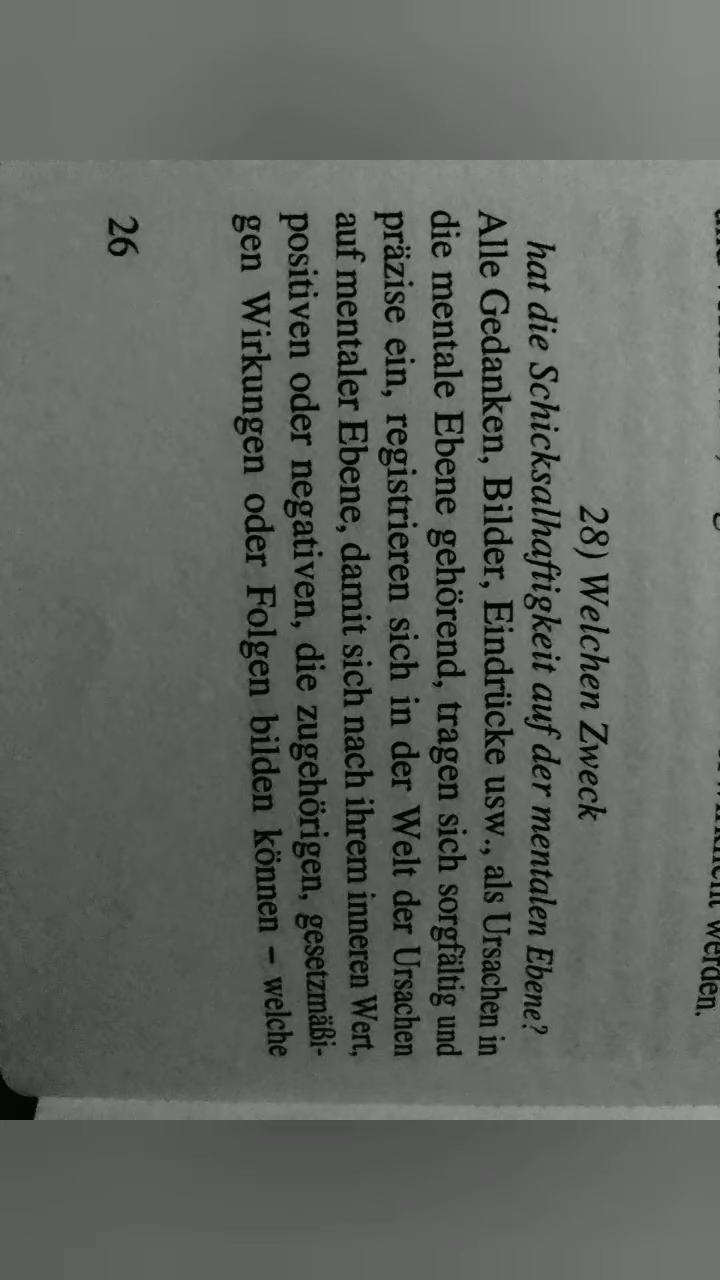 werden.
28) Welchen Zweck
hat die Schicksalhaftigkeit auf der mentalen Ebene?
Alle Gedanken, Bilder, Eindrücke usw., als Ursachen in
die mentale Ebene gehörend, tragen sich sorgfältig und
präzise ein, registrieren sich in der Welt der Ursachen
auf mentaler Ebene, damit sich nach ihrem inneren Wert,
positiven oder negativen, die zugehörigen, gesetzmäßi-
gen Wirkungen oder Folgen bilden können – welche
26